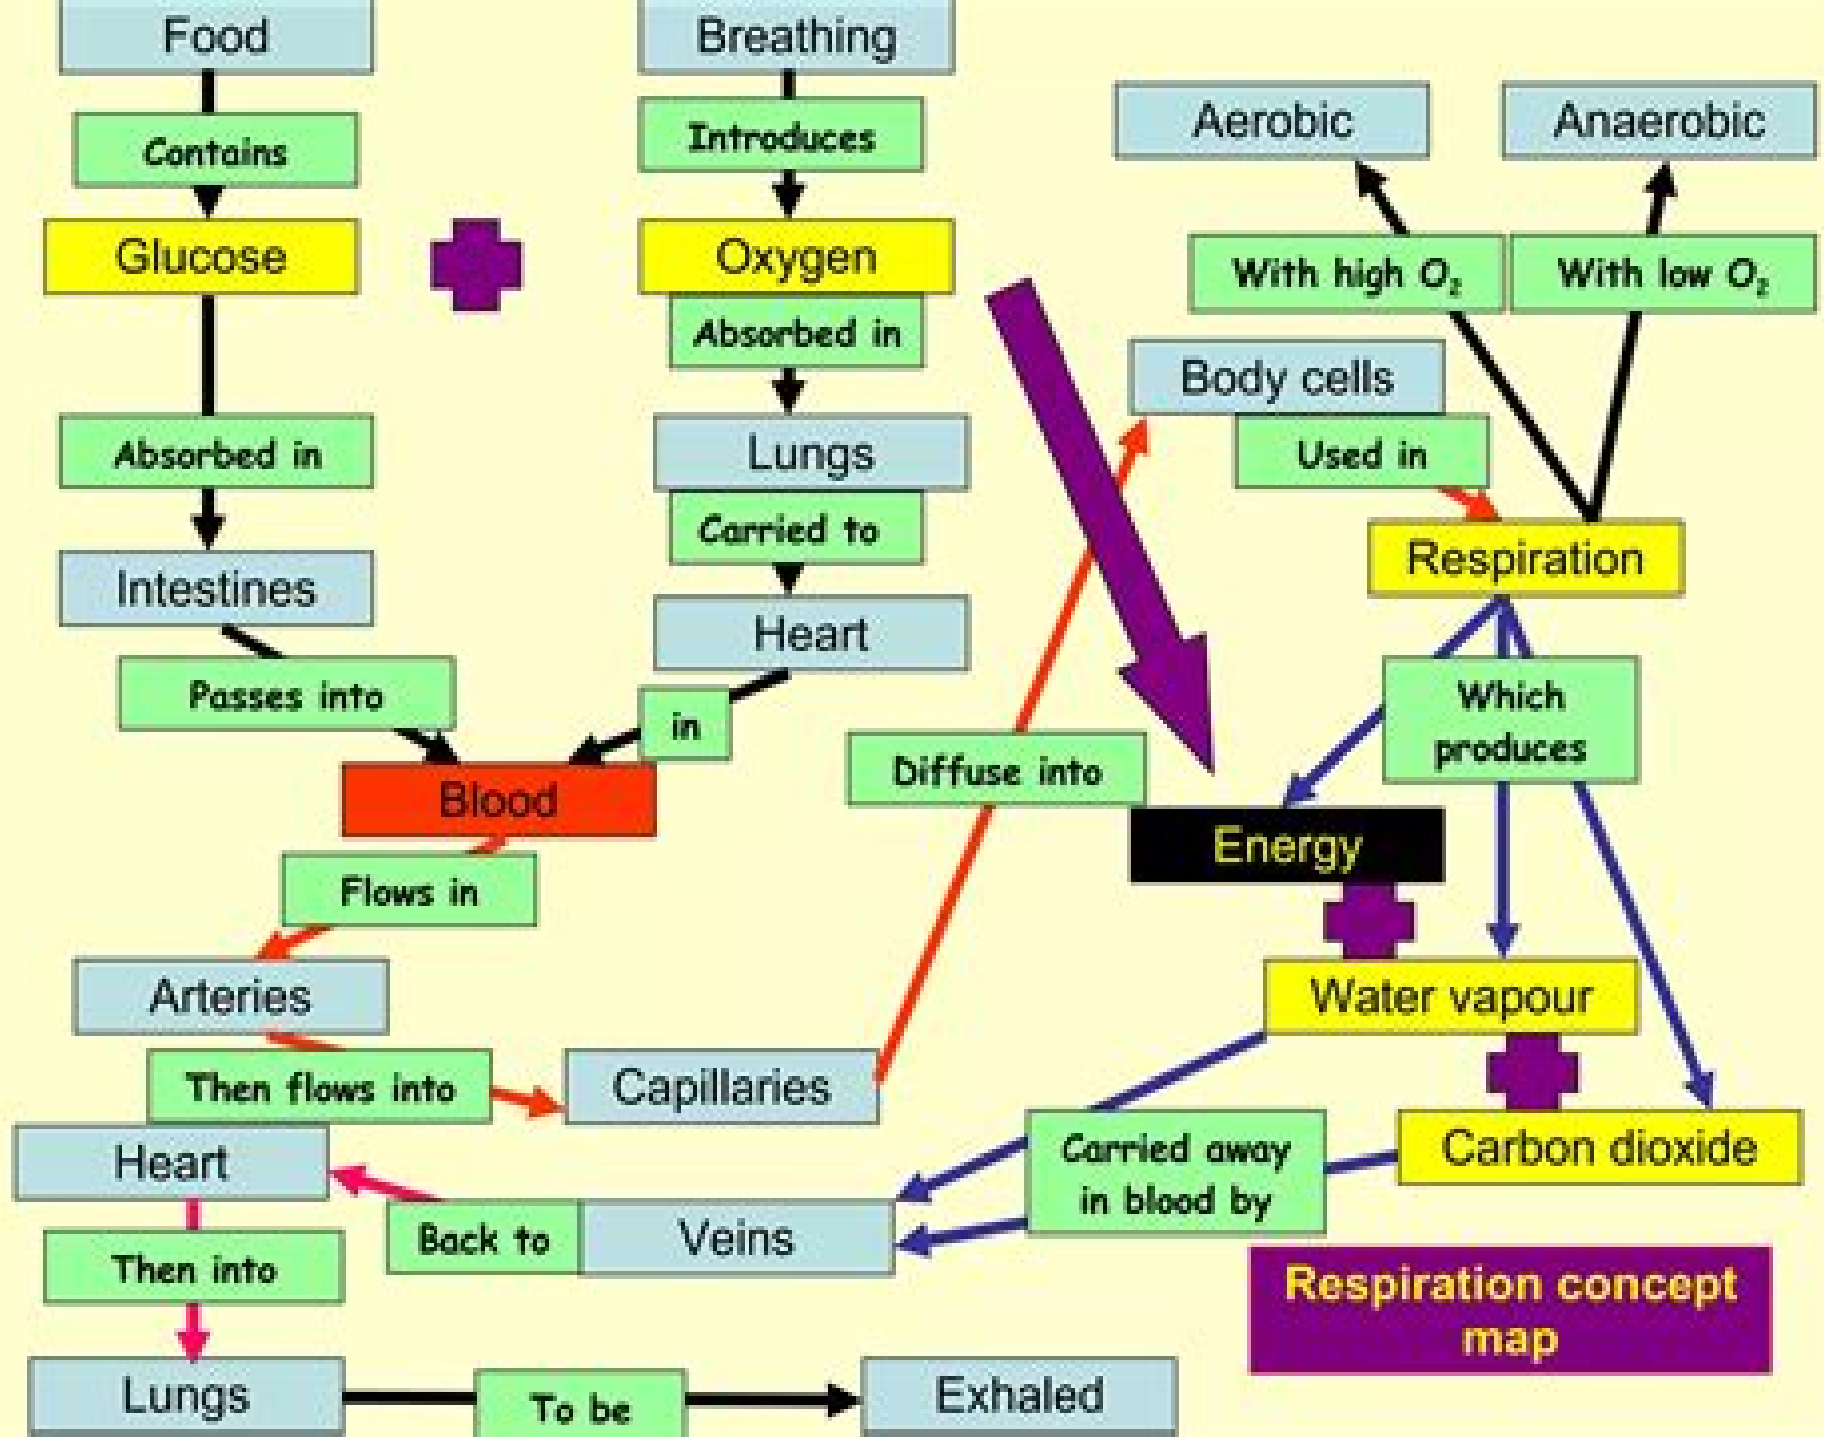 Food
Contains
Glucose
Absorbed in
Intestines
Passes into
Breathing
Introduces
Oxygen
Absorbed in
Lungs
Carried to
Heart
in
Blood
Flows in
Arteries
Then flows into
Capillaries
Diffuse into
Body cells
Used in
Respiration
With high O₂
Aerobic
With low O₂
Anaerobic
Which
produces
Energy
Water vapour
Carbon dioxide
Carried away
in blood by
Veins
Back to
Heart
Then into
Lungs
To be
Exhaled
Respiration concept
map